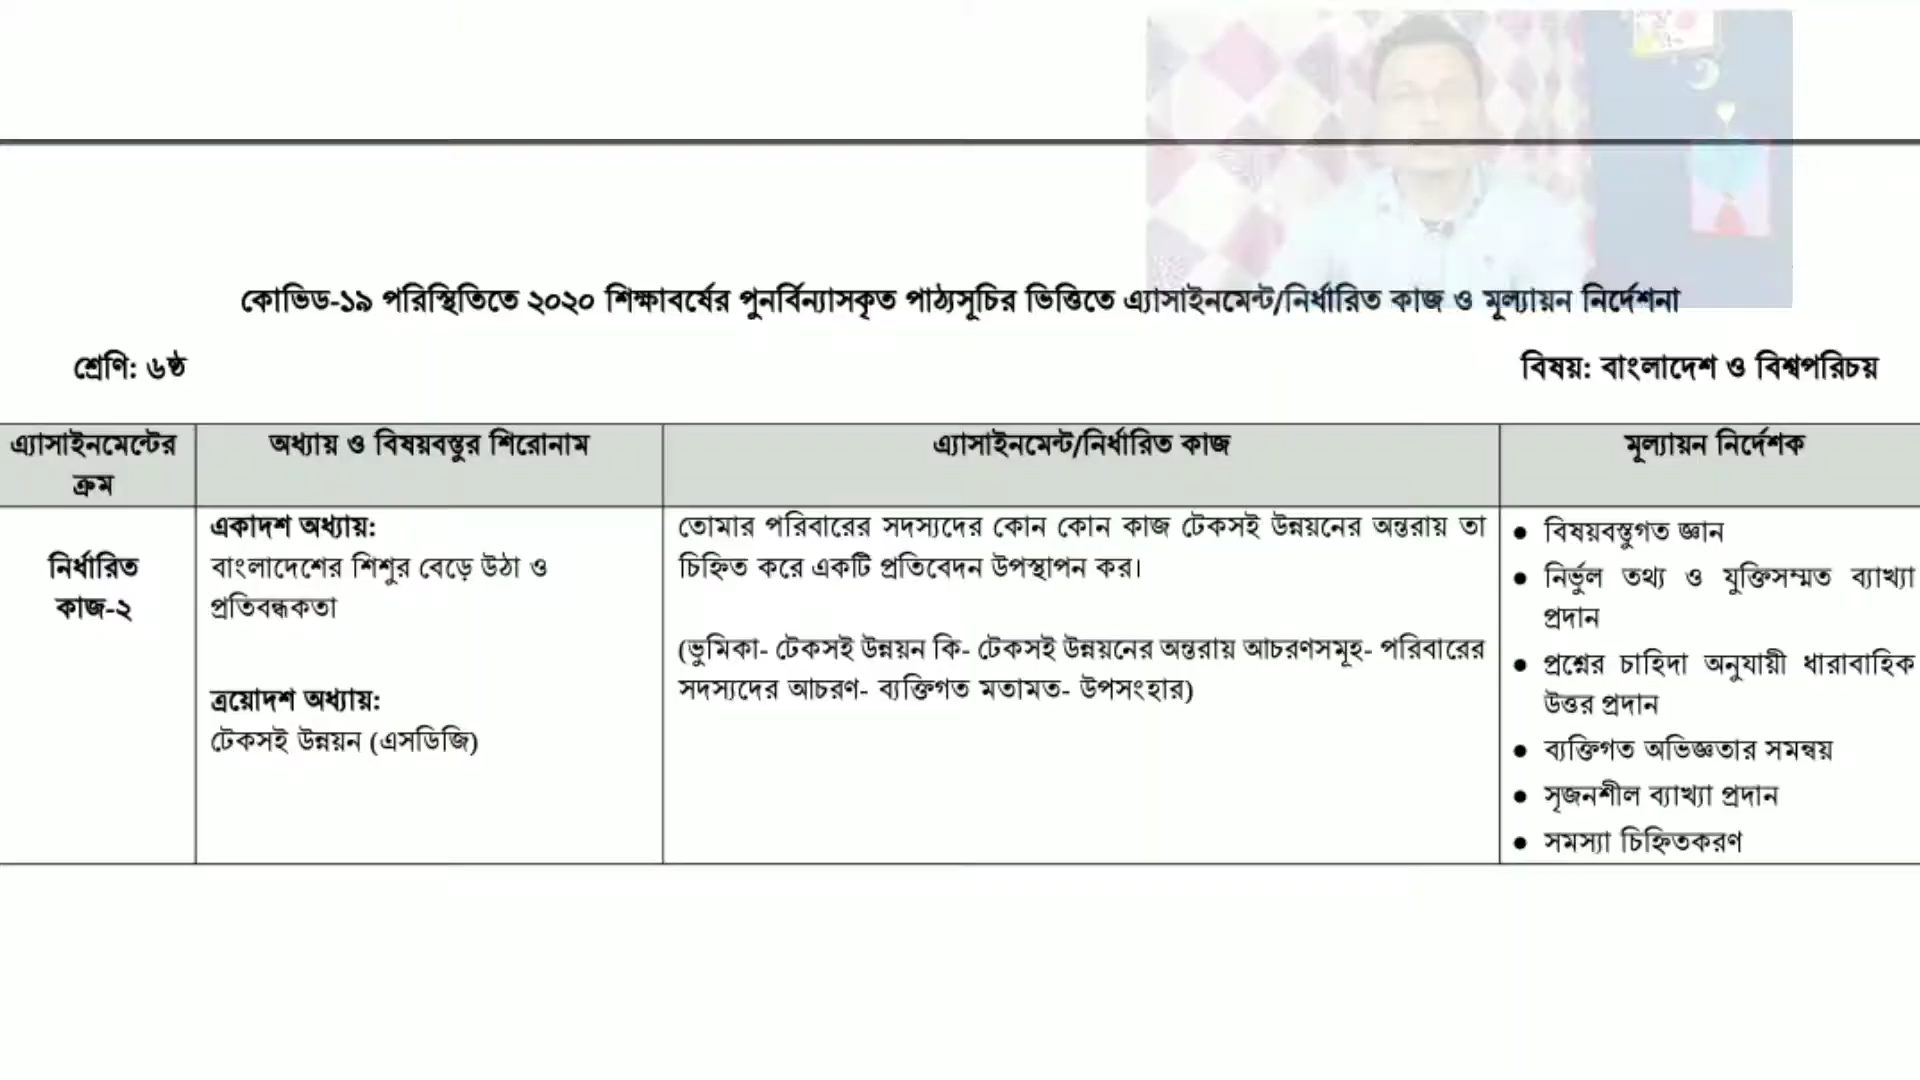 কোভিড-১৯ পরিস্থিতিতে ২০২০ শিক্ষাবর্ষের পুনর্বিন্যাসকৃত পাঠ্যসূচির ভিত্তিতে এ্যাসাইনমেন্ট/নির্ধারিত কাজ ও মূল্যায়ন নির্দেশনা
শ্রেণি: ৬ষ্ঠ
বিষয়: বাংলাদেশ ও বিশ্বপরিচয়
এ্যাসাইনমেন্টের
ক্রম
অধ্যায় ও বিষয়বস্তুর শিরোনাম
এ্যাসাইনমেন্ট/নির্ধারিত কাজ
মূল্যায়ন নির্দেশক
নির্ধারিত
কাজ-২
একাদশ অধ্যায়:
বাংলাদেশের শিশুর বেড়ে উঠা ও
প্রতিবন্ধকতা
ত্রয়োদশ অধ্যায়:
টেকসই উন্নয়ন (এসডিজি)
তোমার পরিবারের সদস্যদের কোন কোন কাজ টেকসই উন্নয়নের অন্তরায় তা
চিহ্নিত করে একটি প্রতিবেদন উপস্থাপন কর।
(ভুমিকা- টেকসই উন্নয়ন কি- টেকসই উন্নয়নের অন্তরায় আচরণসমূহ- পরিবারের
সদস্যদের আচরণ- ব্যক্তিগত মতামত- উপসংহার)
● বিষয়বস্তুগত জ্ঞান
● নির্ভুল তথ্য ও যুক্তিসম্মত ব্যাখ্যা
প্রদান
● প্রশ্নের চাহিদা অনুযায়ী ধারাবাহিক
উত্তর প্রদান
● ব্যক্তিগত অভিজ্ঞতার সমন্বয়
● সৃজনশীল ব্যাখ্যা প্রদান
● সমস্যা চিহ্নিতকরণ